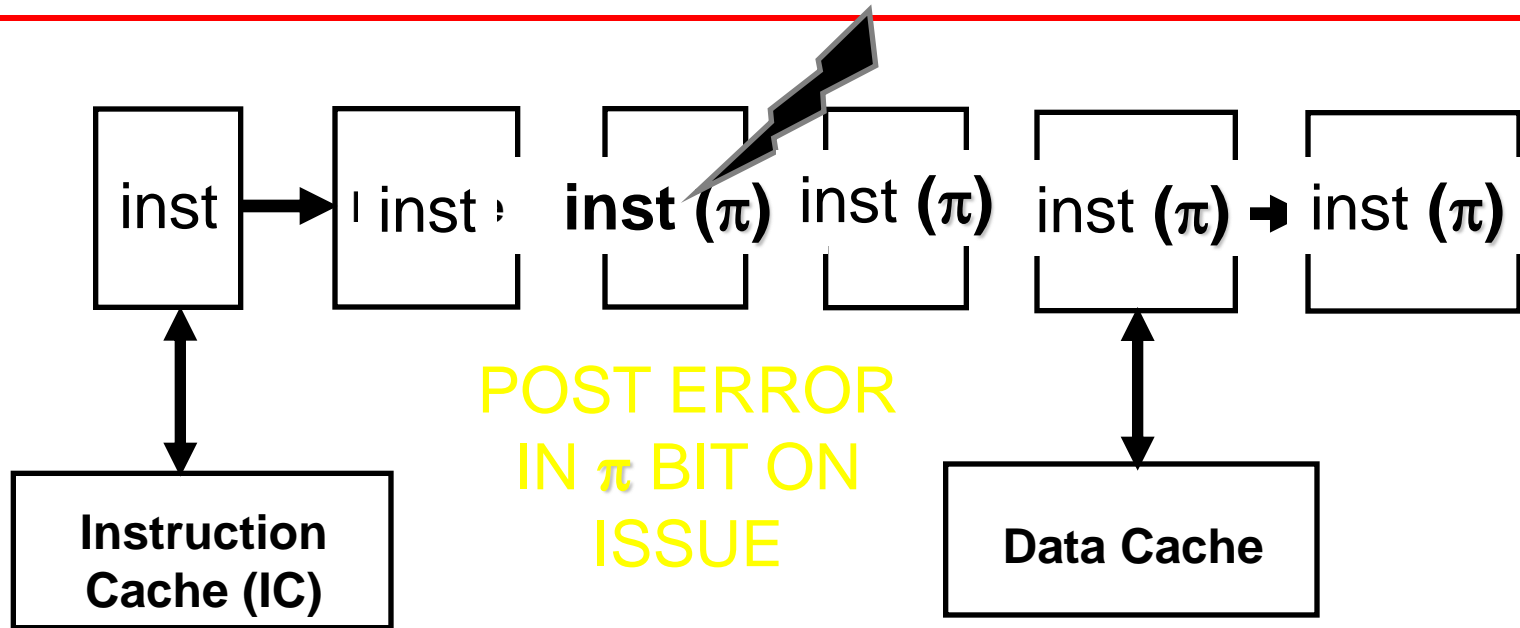 inst
inst
inst (π)
inst (π)
inst (π)
inst (π)
POST ERROR
IN π BIT ON
ISSUE
Instruction
Cache (IC)
Data Cache